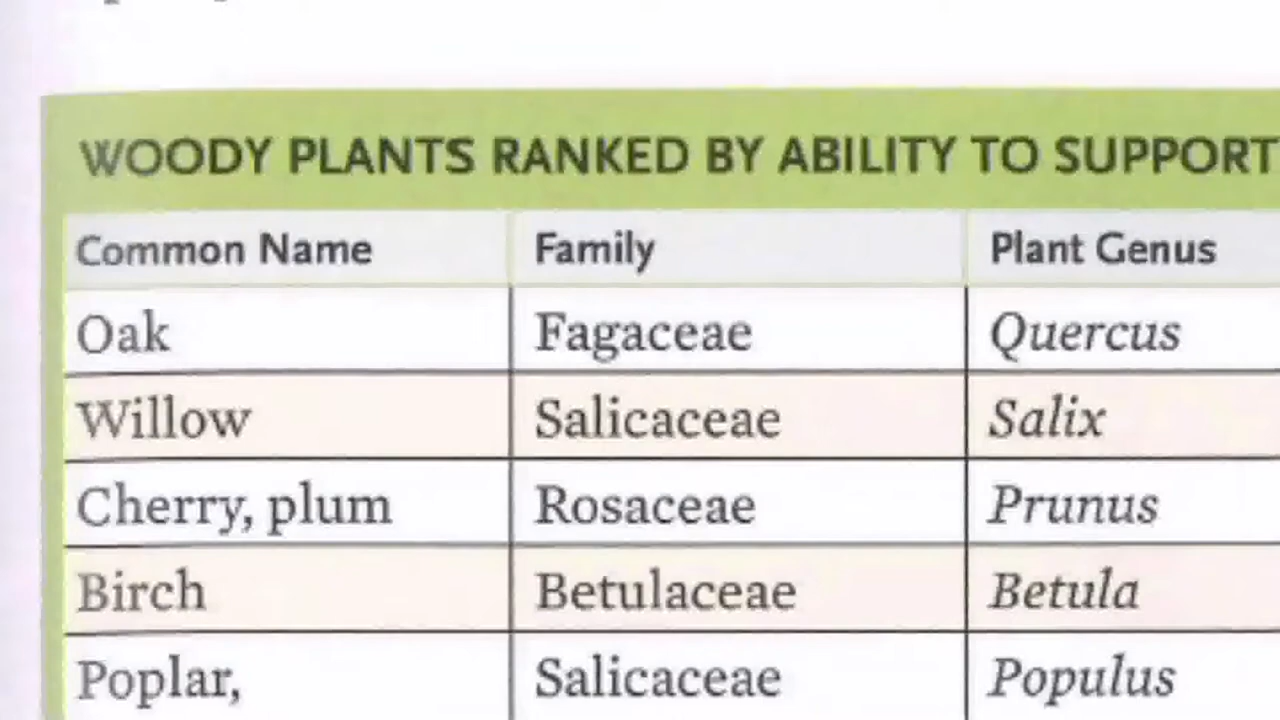 WOODY PLANTS RANKED BY ABILITY TO SUPPORT
Common Name Family Plant Genus
Oak Fagaceae Quercus
Willow Salicaceae Salix
Cherry, plum Rosaceae Prunus
Birch Betulaceae Betula
Poplar, Salicaceae Populus